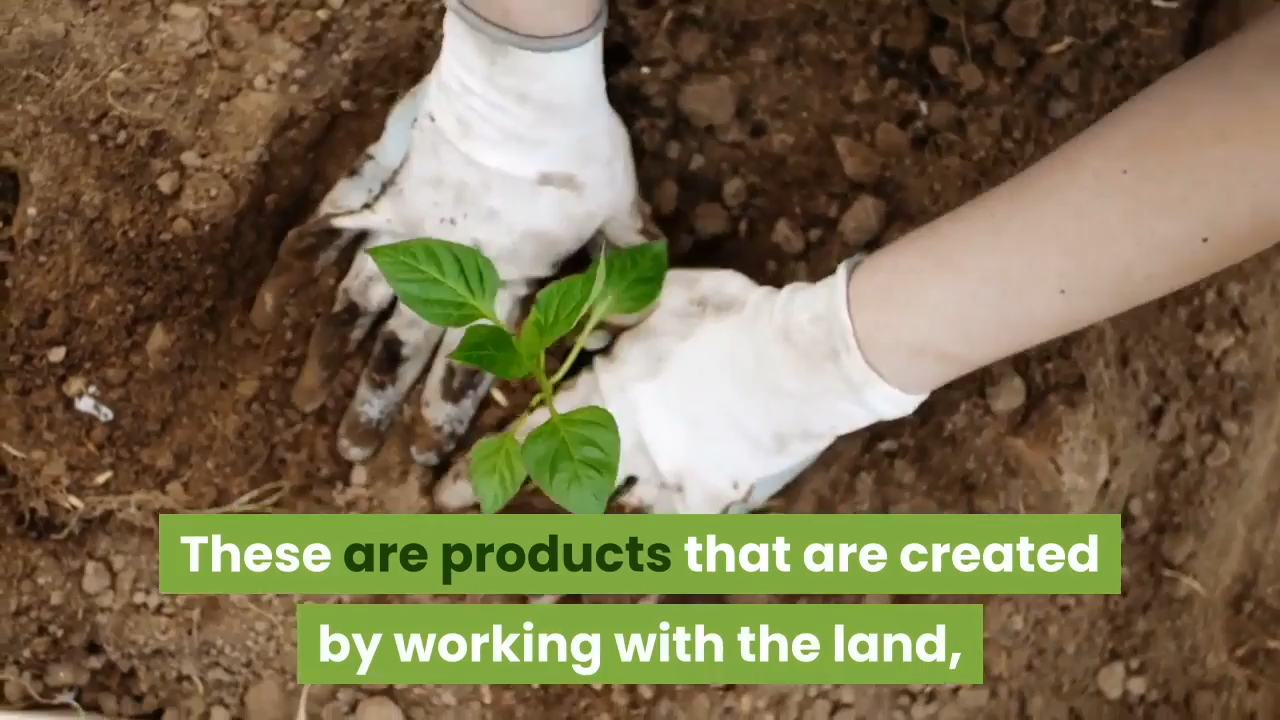 These are products that are created
by working with the land,